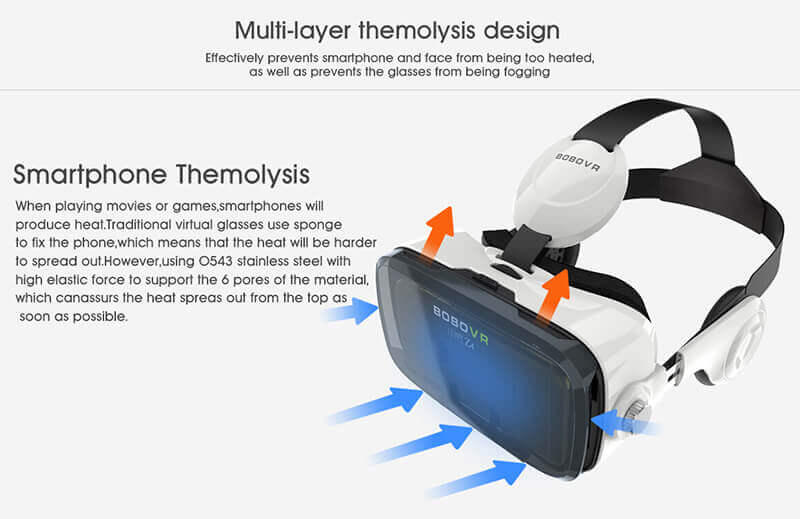 Multi-layer themolysis design
Effectively prevents smartphone and face from being too heated,
as well as prevents the glasses from being fogging
Smartphone Themolysis
When playing movies or games,smartphones will
produce heat.Traditional virtual glasses use sponge
to fix the phone,which means that the heat will be harder
to spread out.However,using O543 stainless steel with
high elastic force to support the 6 pores of the material,
which canassurs the heat spreas out from the top as
soon as possible.
BOBOVR
BOBOVR
Z4